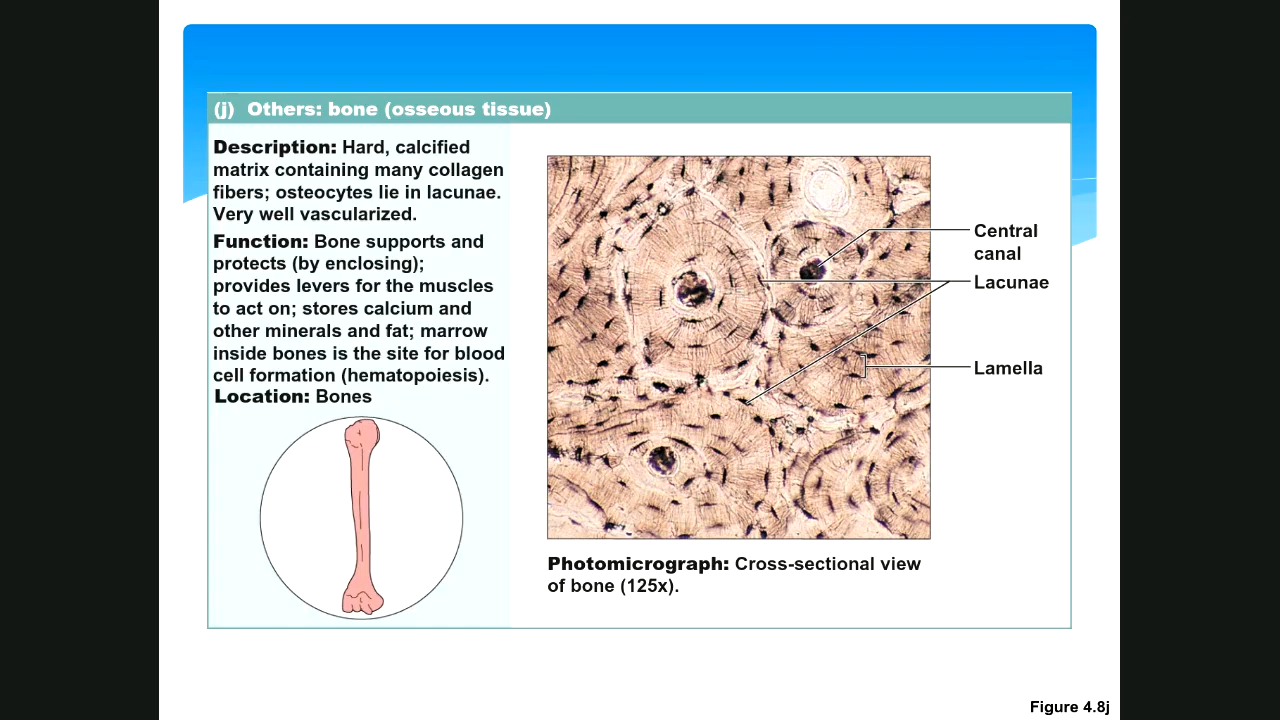 (j) Others: bone (osseous tissue)
Description: Hard, calcified
matrix containing many collagen
fibers; osteocytes lie in lacunae.
Very well vascularized.
Function: Bone supports and
protects (by enclosing);
provides levers for the muscles
to act on; stores calcium and
other minerals and fat; marrow
inside bones is the site for blood
cell formation (hematopoiesis).
Location: Bones
Central
canal
Lacunae
Lamella
Photomicrograph: Cross-sectional view
of bone (125x).
Figure 4.8j